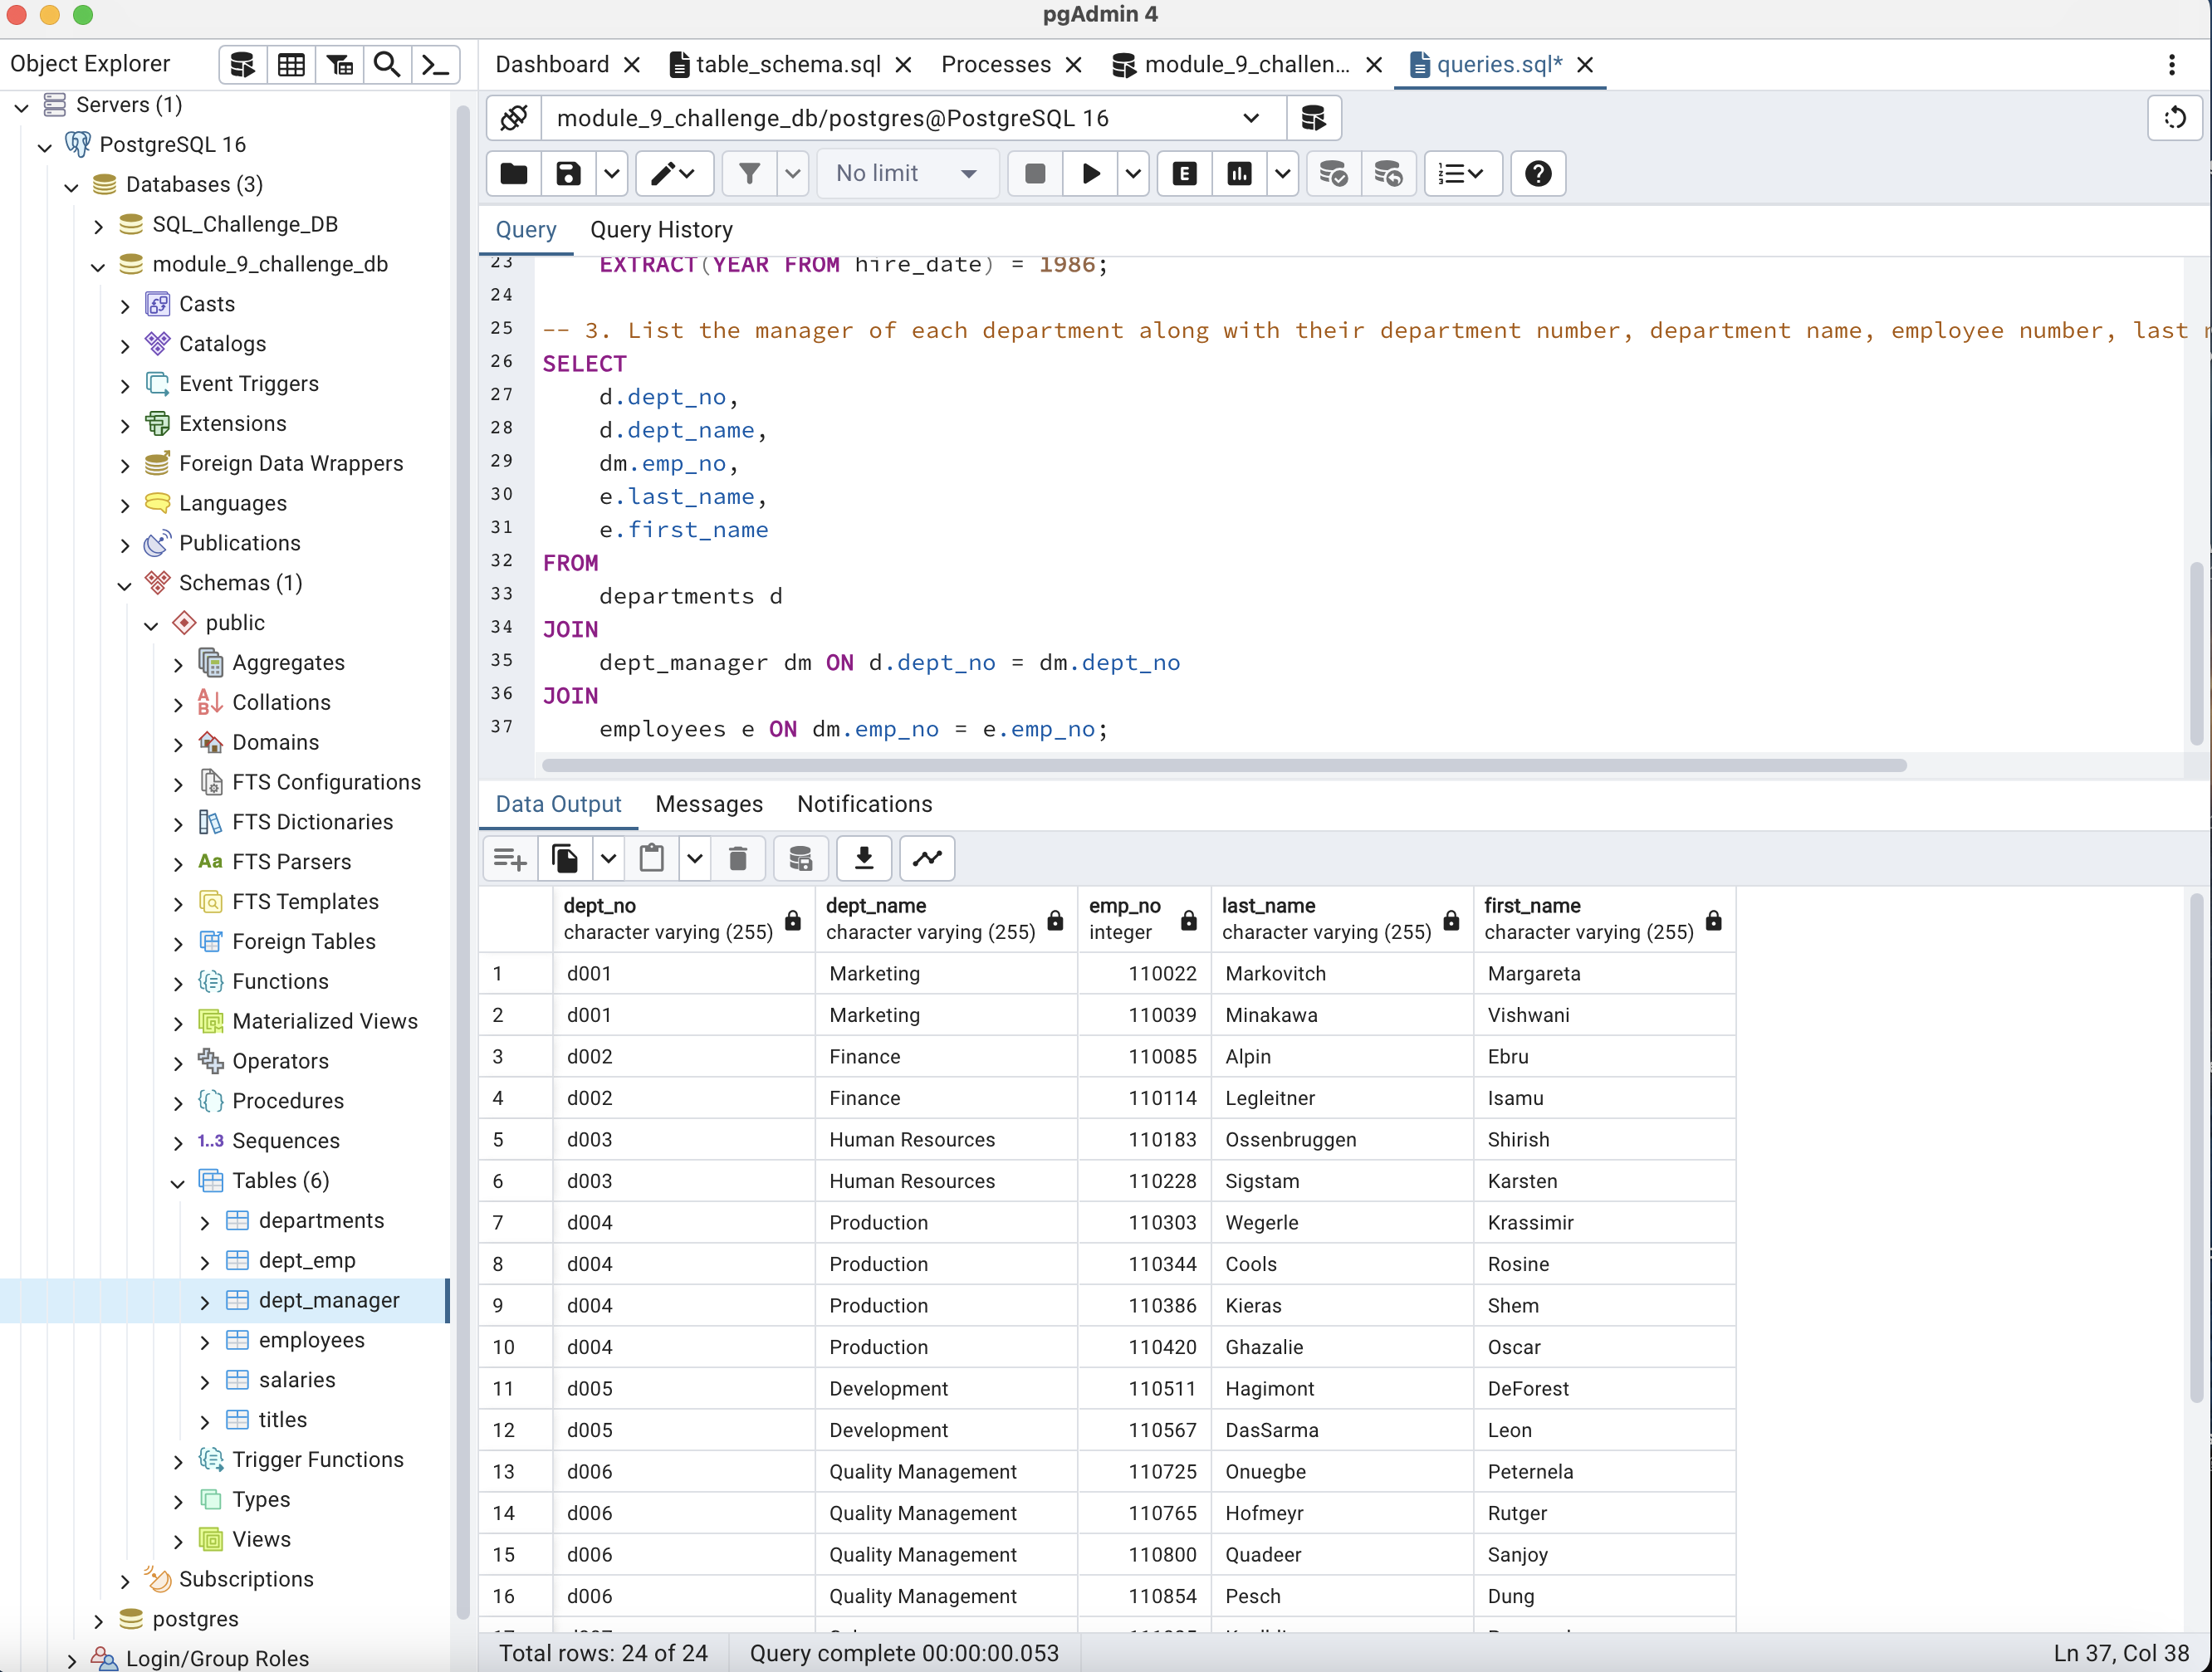 pgAdmin 4
Object Explorer
Dashboard
table_schema.sql
Processes
module_9_challen...
queries.sql*
Servers (1)
PostgreSQL 16
Databases (3)
SQL_Challenge_DB
module_9_challenge_db
Casts
Catalogs
Event Triggers
Extensions
Foreign Data Wrappers
Languages
Publications
Schemas (1)
public
Aggregates
Collations
Domains
FTS Configurations
FTS Dictionaries
Aa FTS Parsers
FTS Templates
Foreign Tables
Functions
Materialized Views
Operators
Procedures
1..3 Sequences
Tables (6)
departments
dept_emp
dept_manager
employees
salaries
titles
Trigger Functions
Types
Views
Subscriptions
postgres
Login/Group Roles
module_9_challenge_db/postgres@PostgreSQL 16
No limit
E
Query Query History
23 EXTRACT(YEAR FROM hire_date) = 1986;
24
25 -- 3. List the manager of each department along with their department number, department name, employee number, last
26 SELECT
27 d.dept_no,
28 d.dept_name,
29 dm.emp_no,
30 e.last_name,
31 e.first_name
32 FROM
33 departments d
34 JOIN
35 dept_manager dm ON d.dept_no = dm.dept_no
36 JOIN
37 employees e ON dm.emp_no = e.emp_no;
Data Output Messages Notifications
dept_no dept_name emp_no last_name first_name
character varying (255) character varying (255) integer character varying (255) character varying (255)
1 d001 Marketing 110022 Markovitch Margareta
2 d001 Marketing 110039 Minakawa Vishwani
3 d002 Finance 110085 Alpin Ebru
4 d002 Finance 110114 Legleitner Isamu
5 d003 Human Resources 110183 Ossenbruggen Shirish
6 d003 Human Resources 110228 Sigstam Karsten
7 d004 Production 110303 Wegerle Krassimir
8 d004 Production 110344 Cools Rosine
9 d004 Production 110386 Kieras Shem
10 d004 Production 110420 Ghazalie Oscar
11 d005 Development 110511 Hagimont DeForest
12 d005 Development 110567 DasSarma Leon
13 d006 Quality Management 110725 Onuegbe Peternela
14 d006 Quality Management 110765 Hofmeyr Rutger
15 d006 Quality Management 110800 Quadeer Sanjoy
16 d006 Quality Management 110854 Pesch Dung
Total rows: 24 of 24 Query complete 00:00:00.053 Ln 37, Col 38